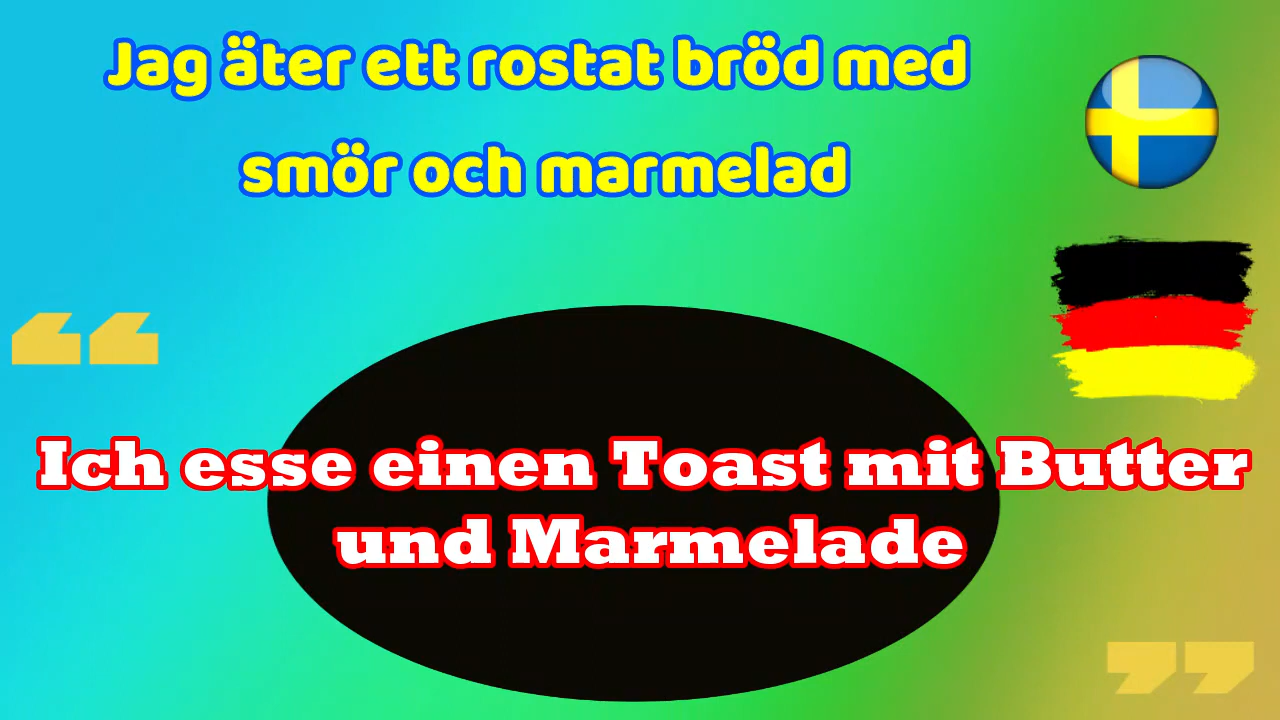 Jag äter ett rostat bröd med
smör och marmelad
Ich esse einen Toast mit Butter
und Marmelade